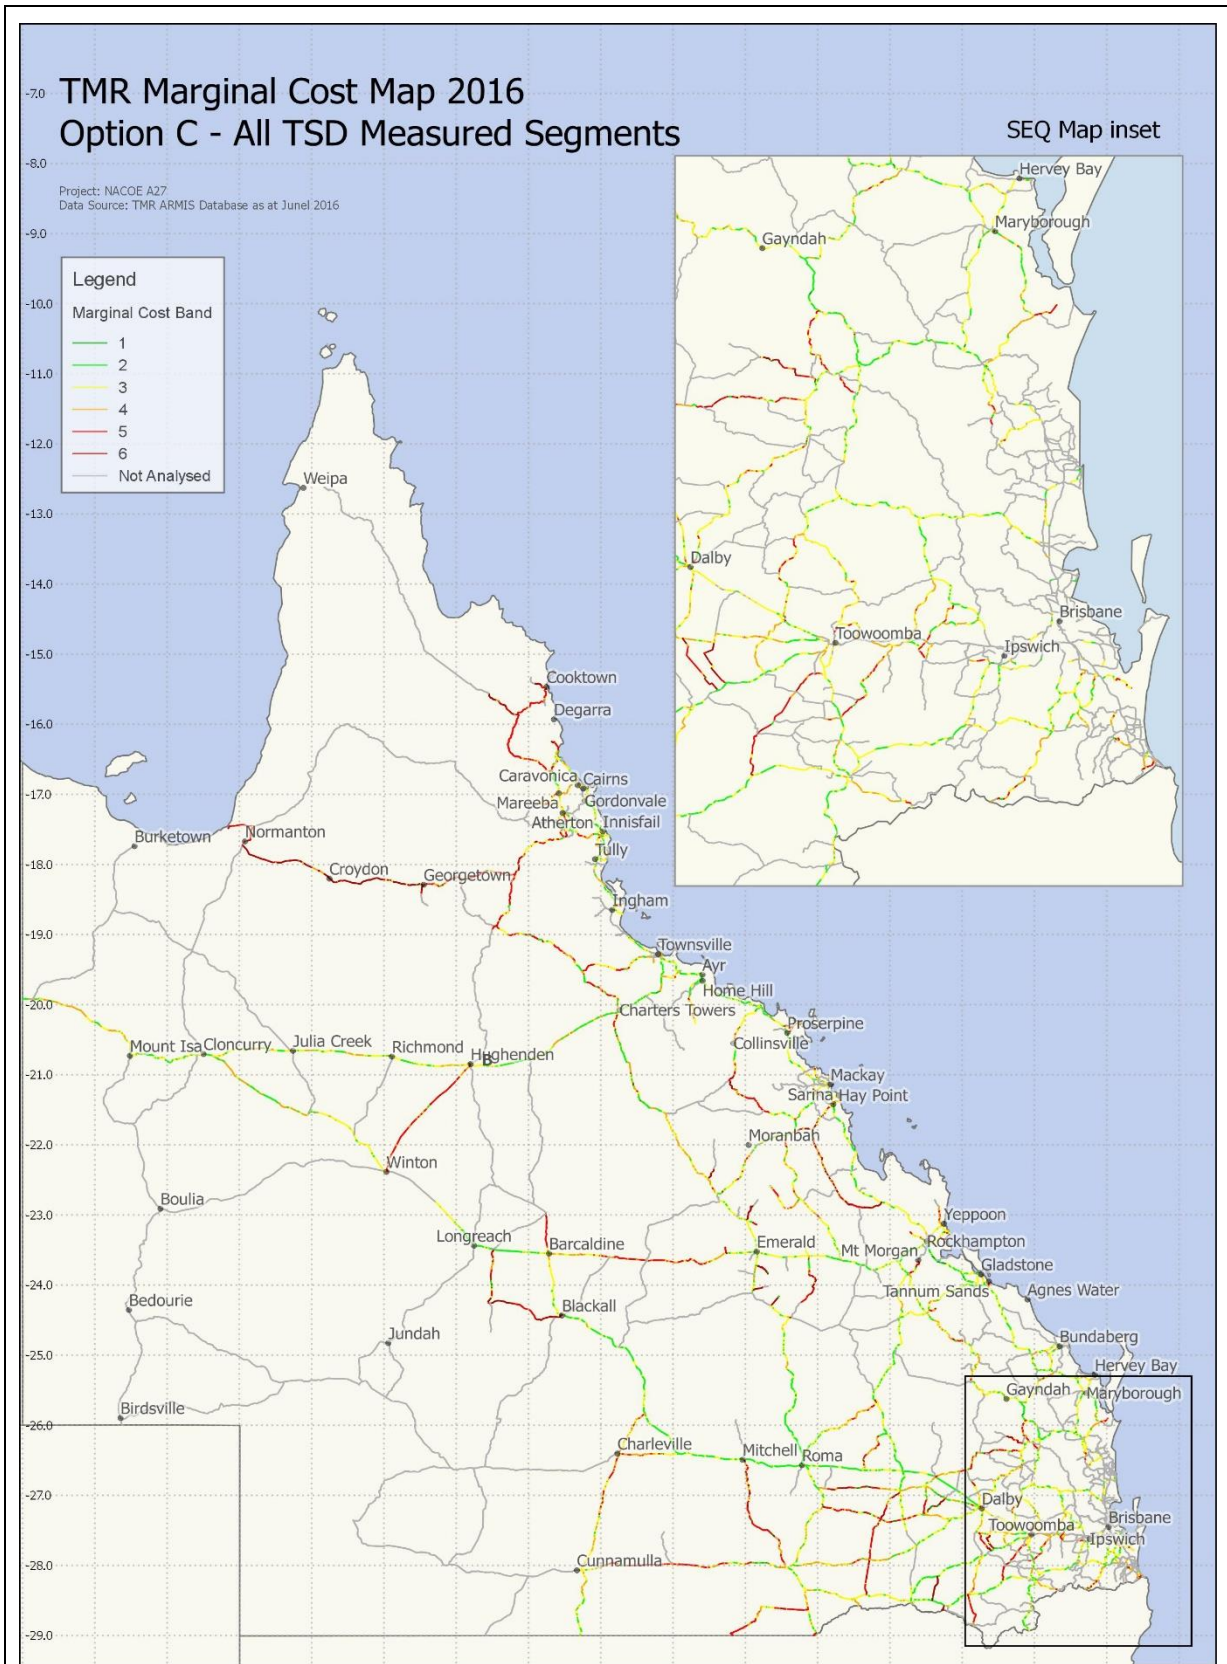 TMR Marginal Cost Map 2016
Option C - All TSD Measured Segments
SEQ Map inset
Project: NACOE A27
Data Source: TMR ARMIS Database as at Junel 2016
Legend
Marginal Cost Band
1
2
3
4
5
6
Not Analysed
-7.0
-8.0
-9.0
-10.0
-11.0
-12.0
-13.0
-14.0
-15.0
-16.0
-17.0
-18.0
-19.0
-20.0
-21.0
-22.0
-23.0
-24.0
-25.0
-26.0
-27.0
-28.0
-29.0
Hervey Bay
Maryborough
Gayndah
Dalby
Toowoomba
Brisbane
Ipswich
Weipa
Cooktown
Degarra
Caravonica
Cairns
Mareeba
Gordonvale
Atherton
Innisfail
Burketown
Normanton
Tully
Croydon
Georgetown
Ingham
Townsville
Ayr
Home Hill
Charters Towers
Proserpine
Collinsville
Mount Isa
Cloncurry
Julia Creek
Richmond
Hughenden
B
Mackay
Sarina
Hay Point
Moranbah
Winton
Boulia
Yeppoon
Longreach
Barcaldine
Emerald
Mt Morgan
Rockhampton
Gladstone
Tannum Sands
Agnes Water
Bedourie
Blackall
Jundah
Bundaberg
Hervey Bay
Gayndah
Maryborough
Birdsville
Charleville
Mitchell
Roma
Dalby
Toowoomba
Brisbane
Ipswich
Cunnamulla